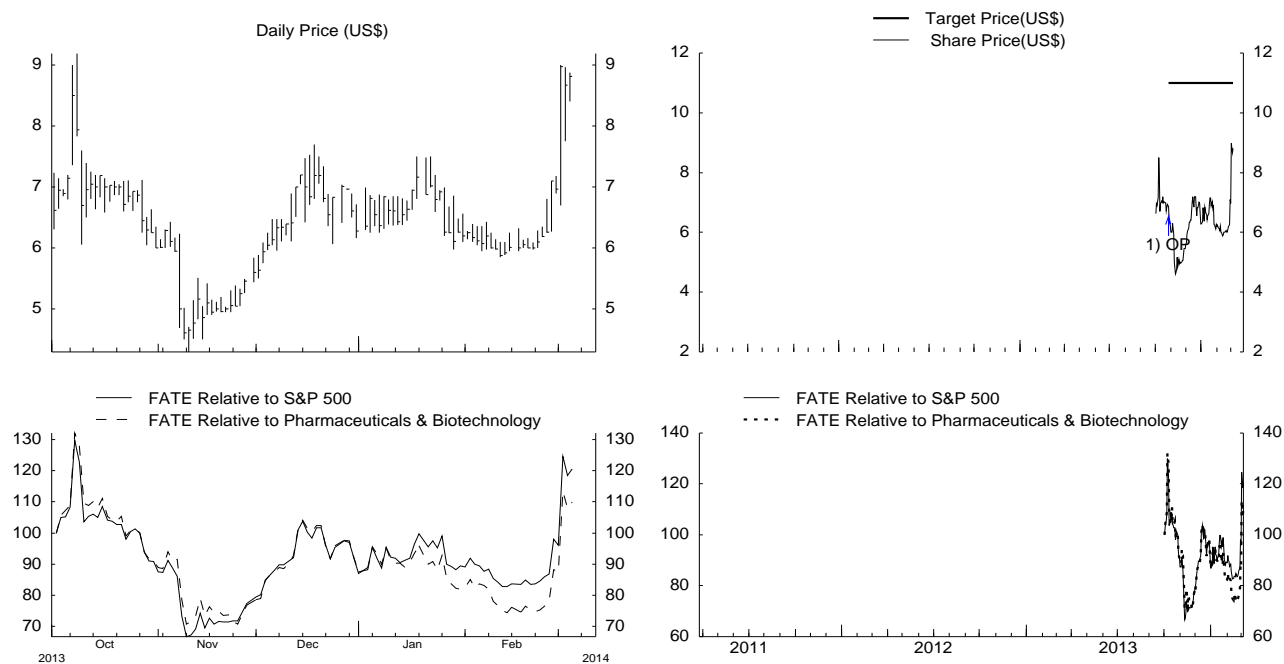 Daily Price (US$)
9 9
8 8
7 7
6 6
5 5
Target Price(US$)
Share Price(US$)
12 12
10 10
8 8
6 6
1) OP
4 4
2 2
FATE Relative to S&P 500
FATE Relative to Pharmaceuticals & Biotechnology
130 130
120 120
110 110
100 100
90 90
80 80
70 70
Oct Nov Dec Jan Feb
2013 2014
FATE Relative to S&P 500
FATE Relative to Pharmaceuticals & Biotechnology
140 140
120 120
100 100
80 80
60 60
2011 2012 2013